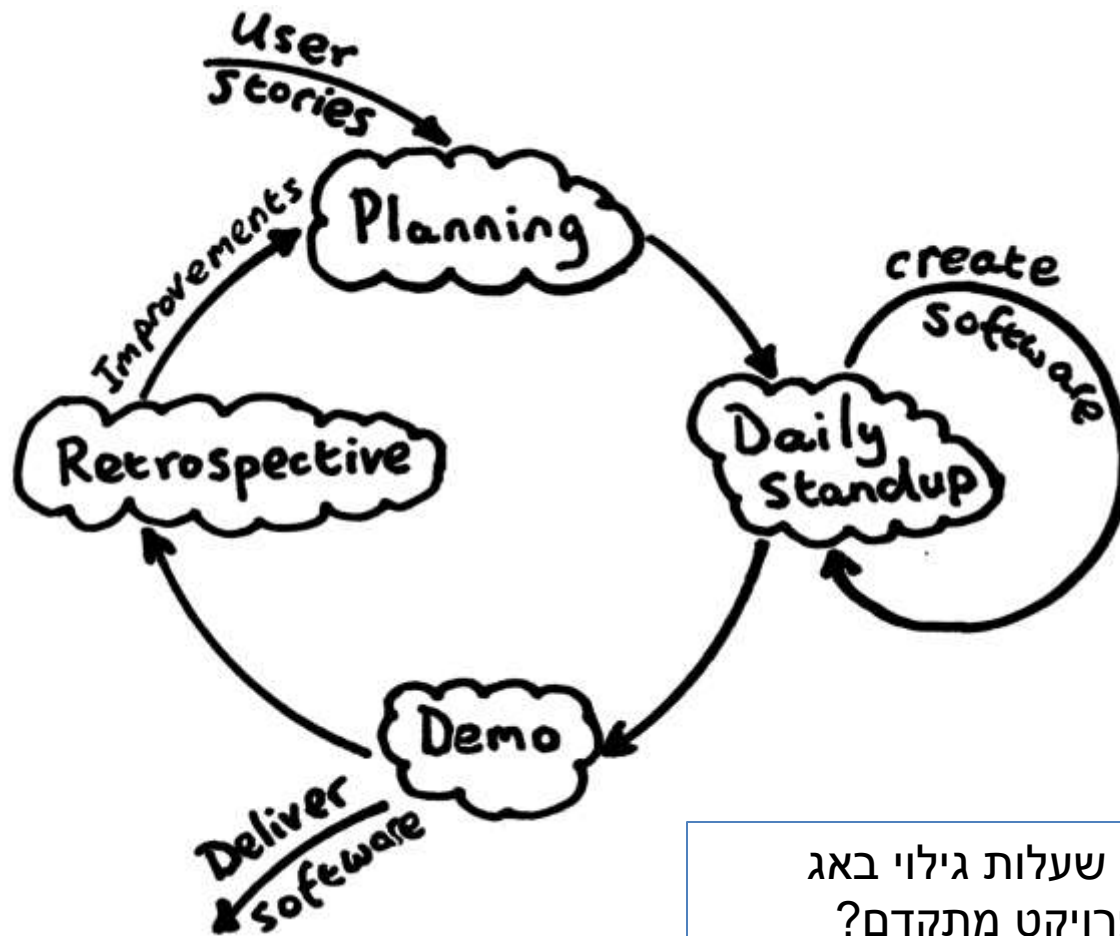 User
Stories
Planning
Improvements
create
software
Daily
Standup
Retrospective
Demo
Deliver
software
שעלות גילוי באג
רויקט מתקדם?